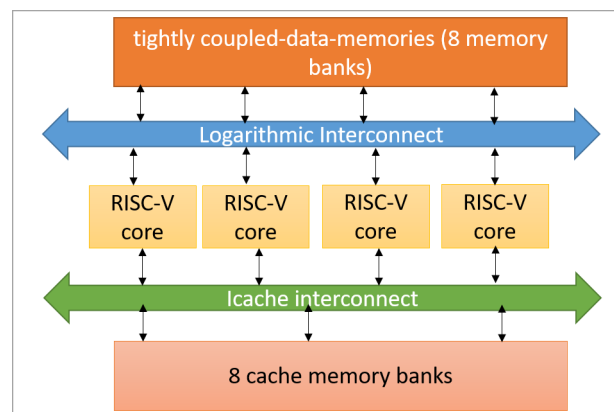 tightly coupled-data-memories (8 memory
banks)
Logarithmic Interconnect
RISC-V
core
RISC-V
core
RISC-V
core
RISC-V
core
Icache interconnect
8 cache memory banks